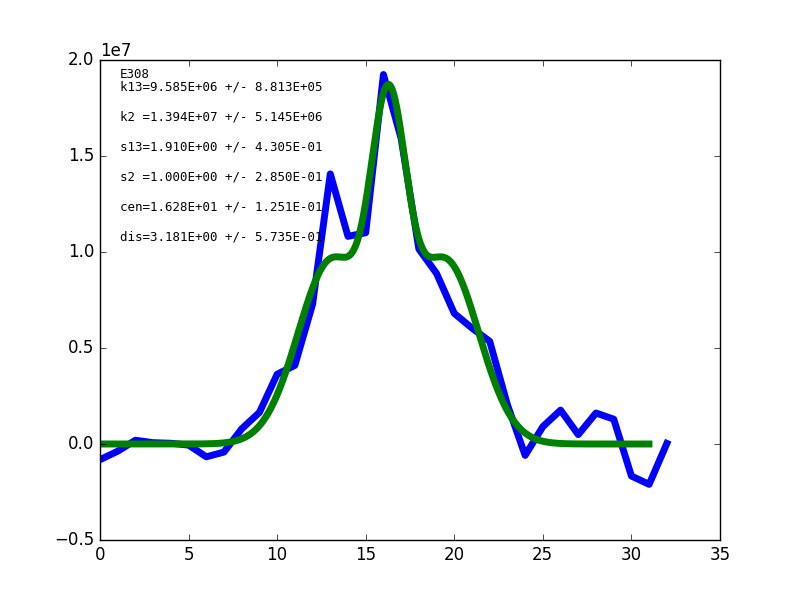 1e7
2.0
E308
k13=9.585E+06 +/- 8.813E+05
k2 =1.394E+07 +/- 5.145E+06
1.5
s13=1.910E+00 +/- 4.305E-01
s2 =1.000E+00 +/- 2.850E-01
cen=1.628E+01 +/- 1.251E-01
dis=3.181E+00 +/- 5.735E-01
1.0
0.5
0.0
−0.5
0 5 10 15 20 25 30 35